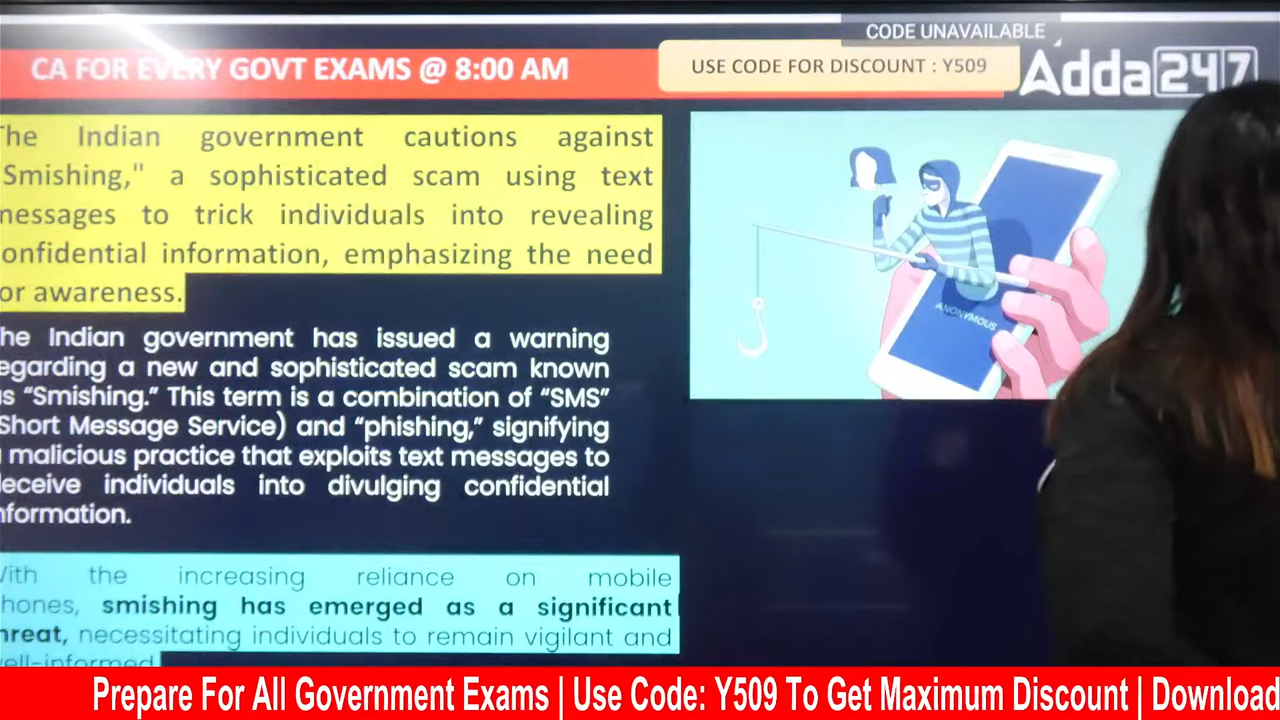 CODE UNAVAILABLE
CA FOR EVERY GOVT EXAMS @ 8:00 AM
USE CODE FOR DISCOUNT : Y509
Adda247
he Indian government cautions against
Smishing," a sophisticated scam using text
nessages to trick individuals into revealing
onfidential information, emphasizing the need
or awareness.
ANONYMOUS
he Indian government has issued a warning
egarding a new and sophisticated scam known
s “Smishing.” This term is a combination of “SMS”
Short Message Service) and “phishing,” signifying
malicious practice that exploits text messages to
eceive individuals into divulging confidential
nformation.
ith the increasing reliance on mobile
hones, smishing has emerged as a significant
hreat, necessitating individuals to remain vigilant and
well-informed
Prepare For All Government Exams | Use Code: Y509 To Get Maximum Discount | Download